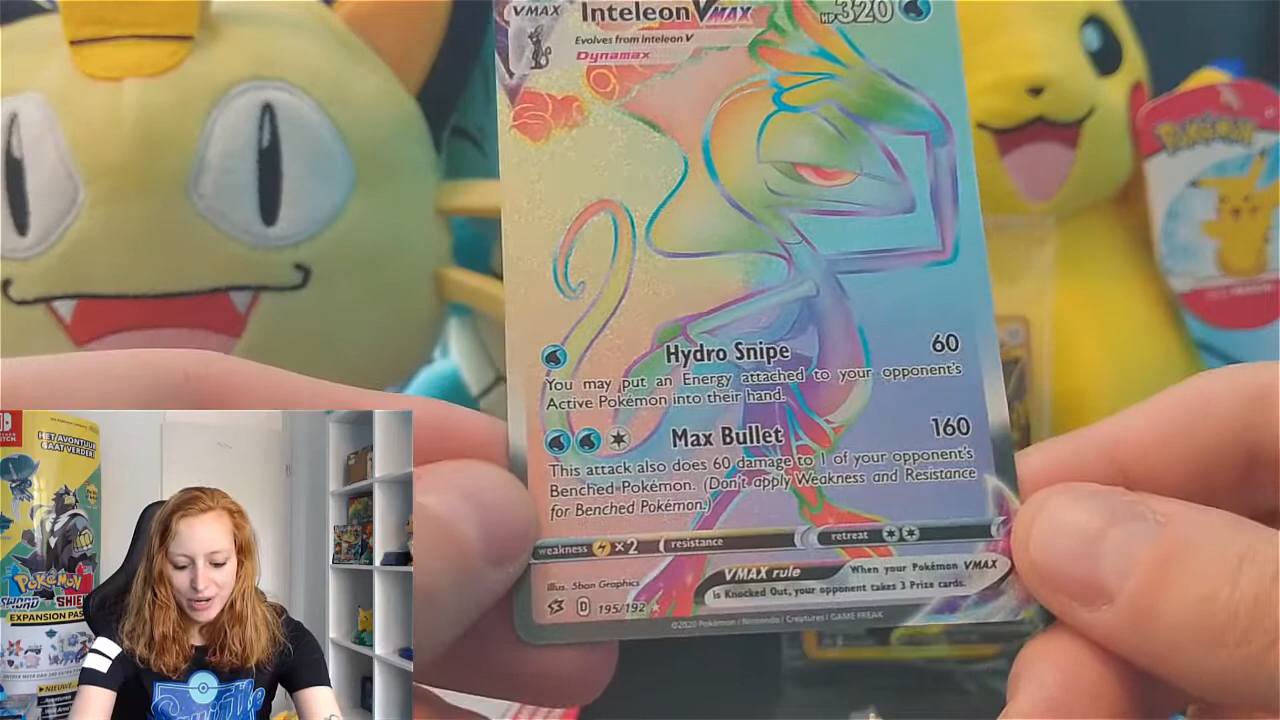 VMAX
Inteleon VMAX
HP 320
Evolves from Inteleon V
Dynamax
Hydro Snipe 60
You may put an Energy attached to your opponent's
Active Pokémon into their hand.
Max Bullet 160
This attack also does 60 damage to 1 of your opponent's
Benched Pokémon. (Don't apply Weakness and Resistance
for Benched Pokémon.)
weakness ×2 resistance retreat
VMAX rule When your Pokémon VMAX
is Knocked Out, your opponent takes 3 Prize cards.
Illus. 5ban Graphics
D 195/192
©2020 Pokémon / Nintendo / Creatures / GAME FREAK
POKÉMON
HET AVONTUUR
GAAT VERDER!
POKÉMON
SWORD SHIELD
EXPANSION PAS
NIEUWE
Squirtle